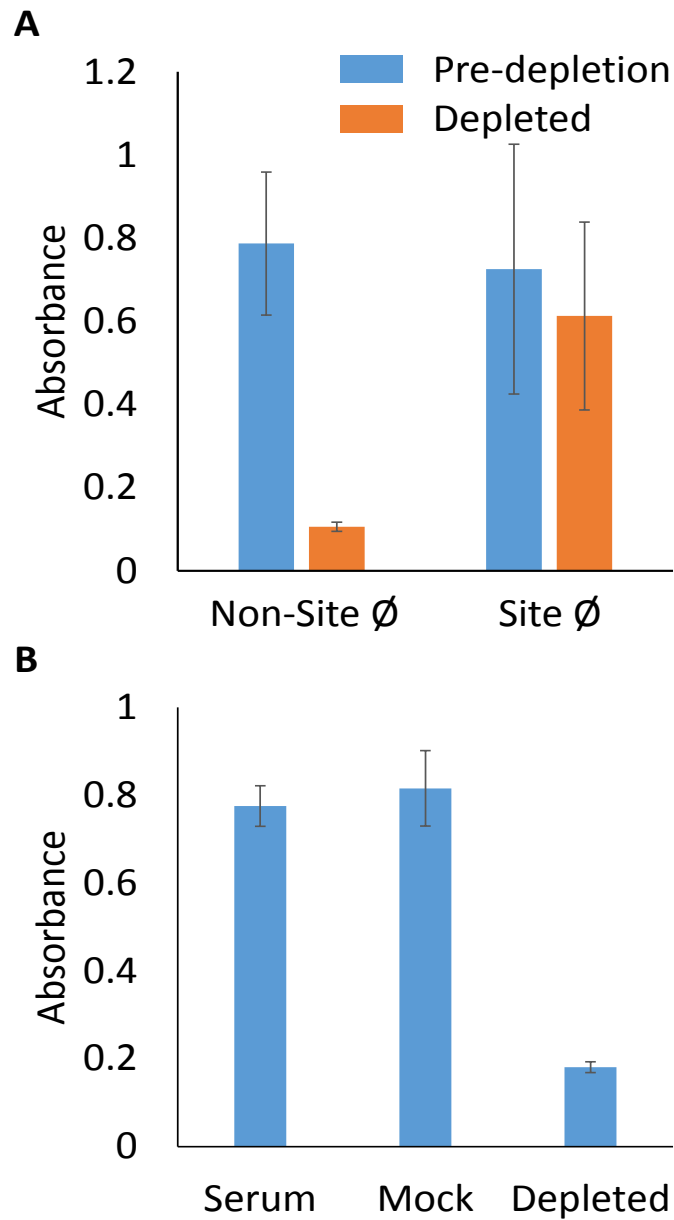 A
Pre-depletion
Depleted
1.2
1
0.8
0.6
0.4
0.2
0
Absorbance
Non-Site Ø
Site Ø
B
1
0.8
0.6
0.4
0.2
0
Absorbance
Serum
Mock
Depleted